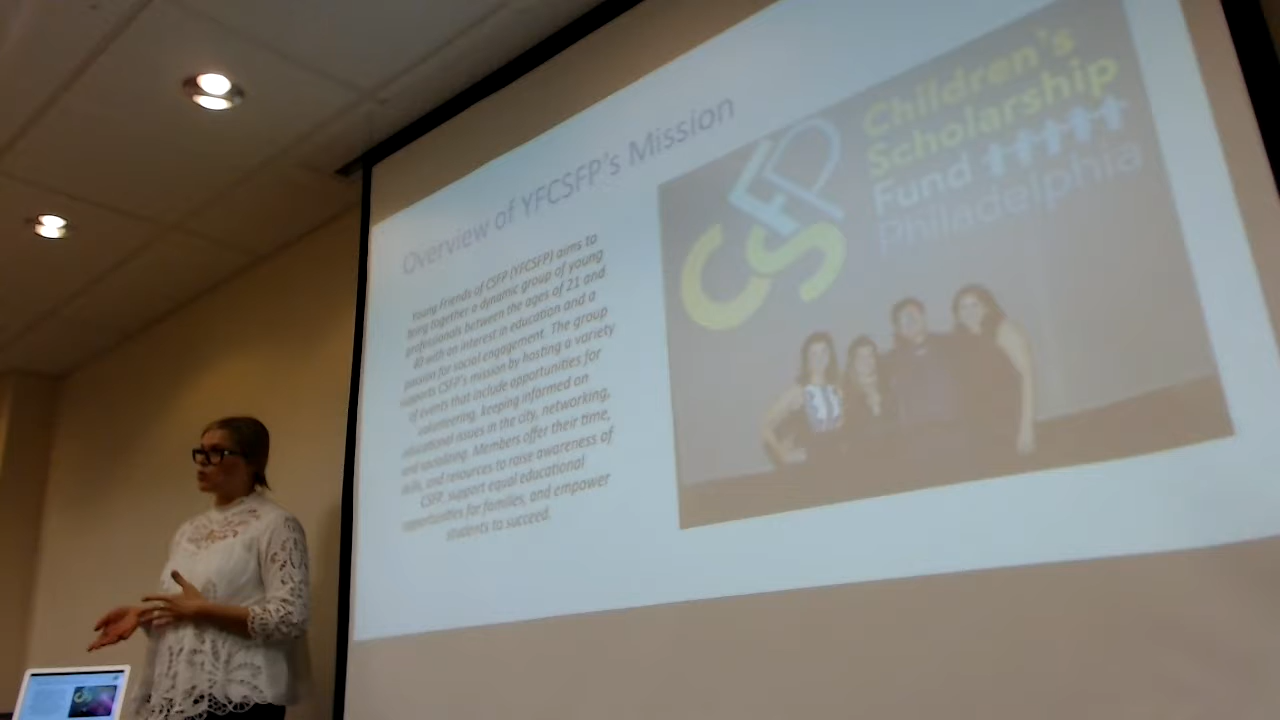 Overview of YFCSFP's Mission
Young Friends of CSFP (YFCSFP) aims to
bring together a dynamic group of young
professionals between the ages of 21 and
with an interest in education and a
passion for social engagement. The group
supports CSFP's mission by hosting a variety
of events that include opportunities for
volunteering, keeping informed on
educational issues in the city, networking,
and socializing. Members offer their time,
skills, and resources to raise awareness of
CSFP, support equal educational
opportunities for families, and empower
students to succeed.
CSFP
Children's
Scholarship
Fund
Philadelphia